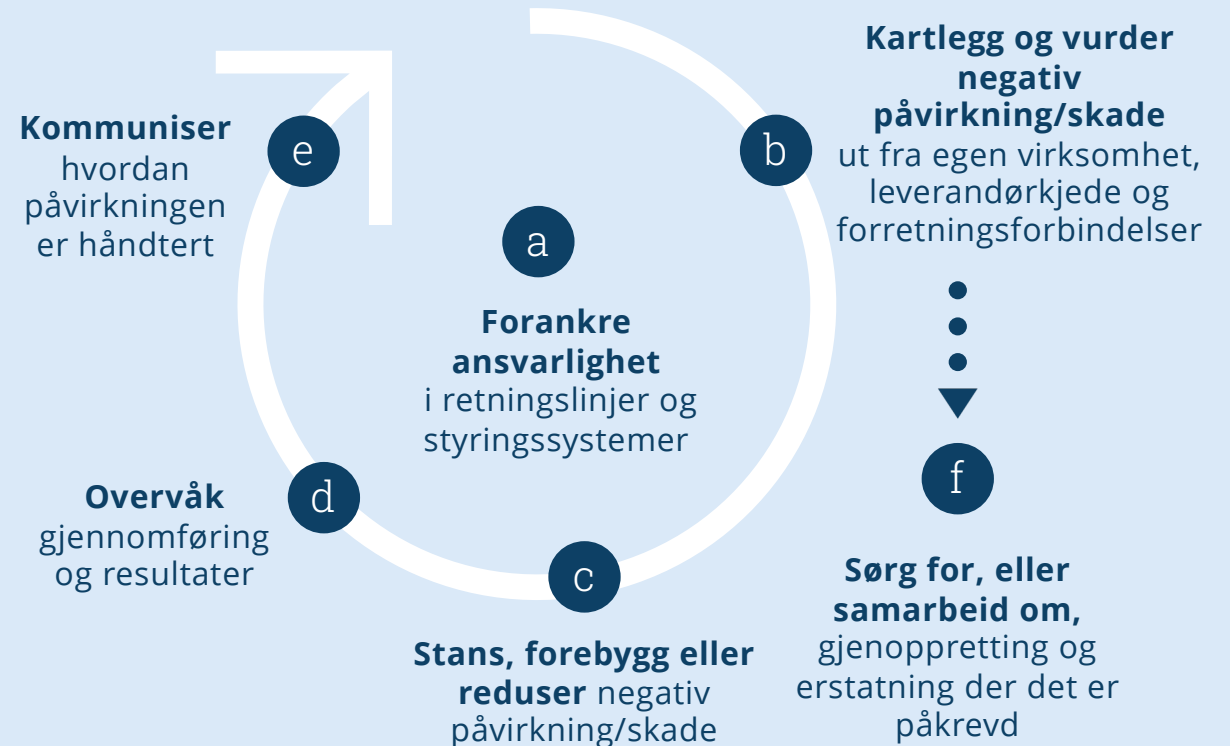 a
Forankre
ansvarlighet
i retningslinjer og
styringssystemer
b
Kartlegg og vurder
negativ
påvirkning/skade
ut fra egen virksomhet,
leverandørkjede og
forretningsforbindelser
c
Stans, forebygg eller
reduser negativ
påvirkning/skade
d
Overvåk
gjennomføring
og resultater
e
Kommuniser
hvordan
påvirkningen
er håndtert
f
Sørg for, eller
samarbeid om,
gjenoppretting og
erstatning der det er
påkrevd